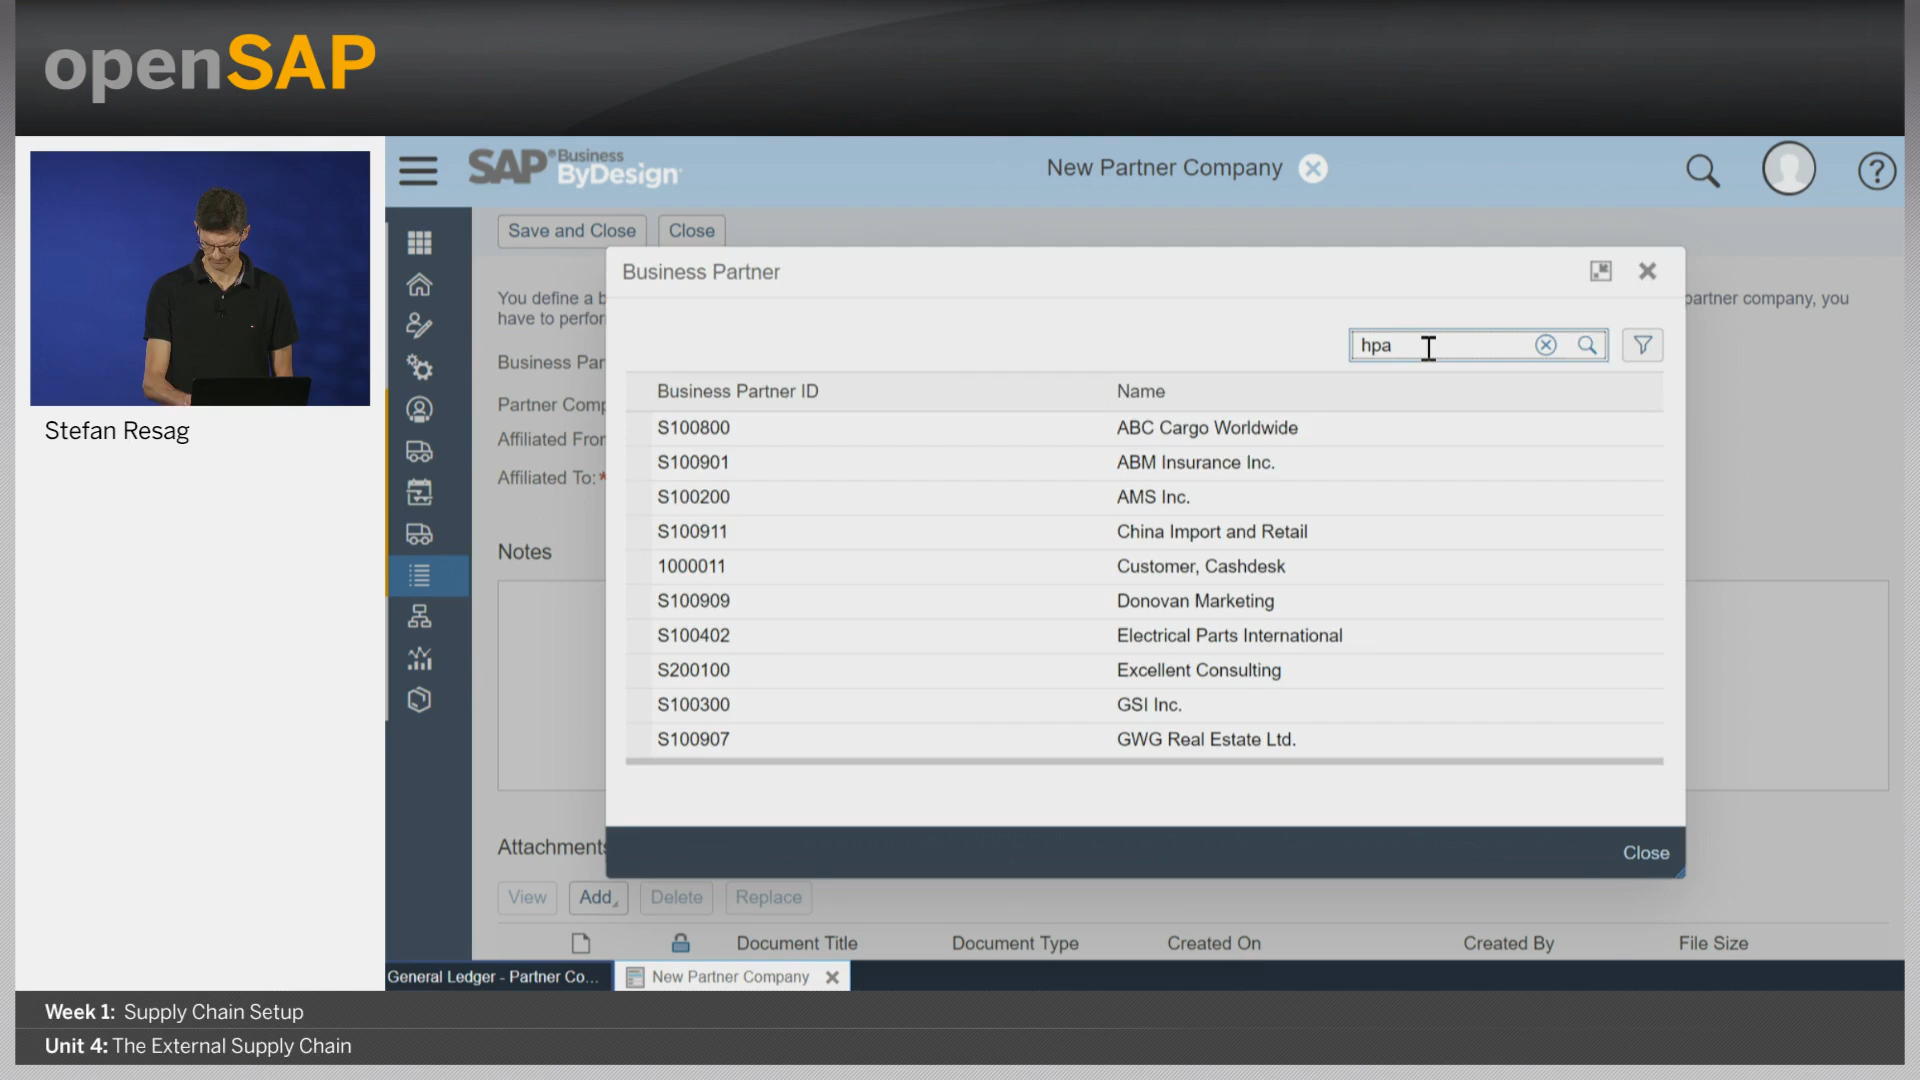 openSAP
SAP Business ByDesign
New Partner Company
Save and Close
Close
Business Partner
You define a b
partner company, you
have to perfor
hpa
Business Par
Business Partner ID
Name
Partner Comp
S100800
ABC Cargo Worldwide
Stefan Resag
Affiliated Fror
S100901
ABM Insurance Inc.
Affiliated To:*
S100200
AMS Inc.
S100911
China Import and Retail
Notes
1000011
Customer, Cashdesk
S100909
Donovan Marketing
S100402
Electrical Parts International
S200100
Excellent Consulting
S100300
GSI Inc.
S100907
GWG Real Estate Ltd.
Attachments
Close
View
Add
Delete
Replace
Document Title
Document Type
Created On
Created By
File Size
General Ledger - Partner Co...
New Partner Company
Week 1: Supply Chain Setup
Unit 4: The External Supply Chain